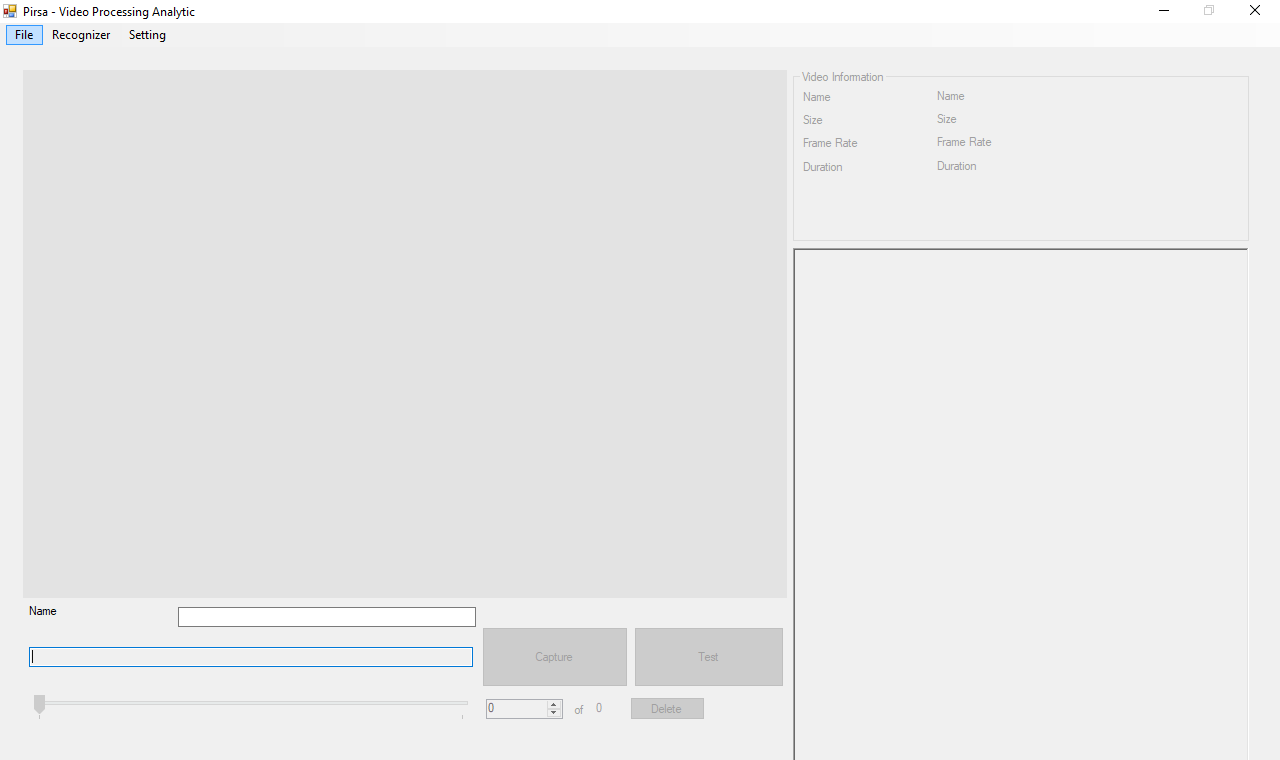 Pirsa - Video Processing Analytic
File Recognizer Setting
Video Information
Name Name
Size Size
Frame Rate Frame Rate
Duration Duration
Name
Capture Test
0 of 0 Delete